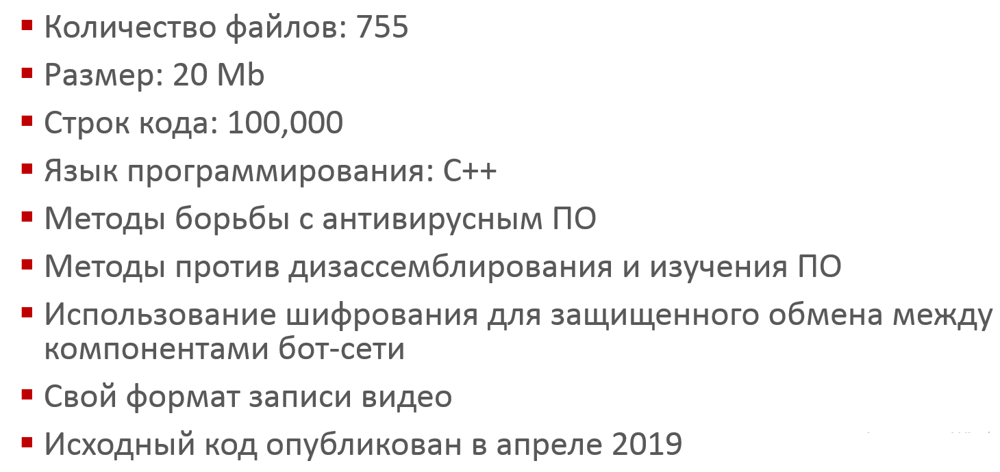 Количество файлов: 755
Размер: 20 Mb
Строк кода: 100,000
Язык программирования: C++
Методы борьбы с антивирусным ПО
Методы против дизассемблирования и изучения ПО
Использование шифрования для защищенного обмена между
компонентами бот-сети
Свой формат записи видео
Исходный код опубликован в апреле 2019